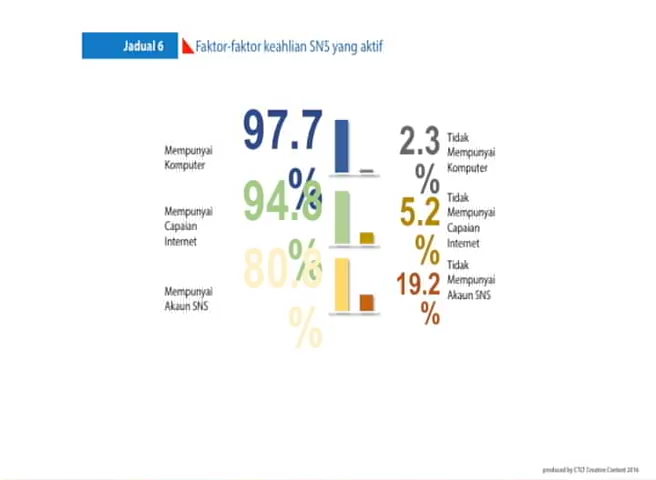 Jadual 6 Faktor-faktor keahlian SNS yang aktif
Mempunyai
Komputer
97.7
%
2.3
%
Tidak
Mempunyai
Komputer
Mempunyai
Capaian
Internet
94.8
%
5.2
%
Tidak
Mempunyai
Capaian
Internet
Mempunyai
Akaun SNS
80.8
%
19.2
%
Tidak
Mempunyai
Akaun SNS
produced by CTLT Creative Content 2016